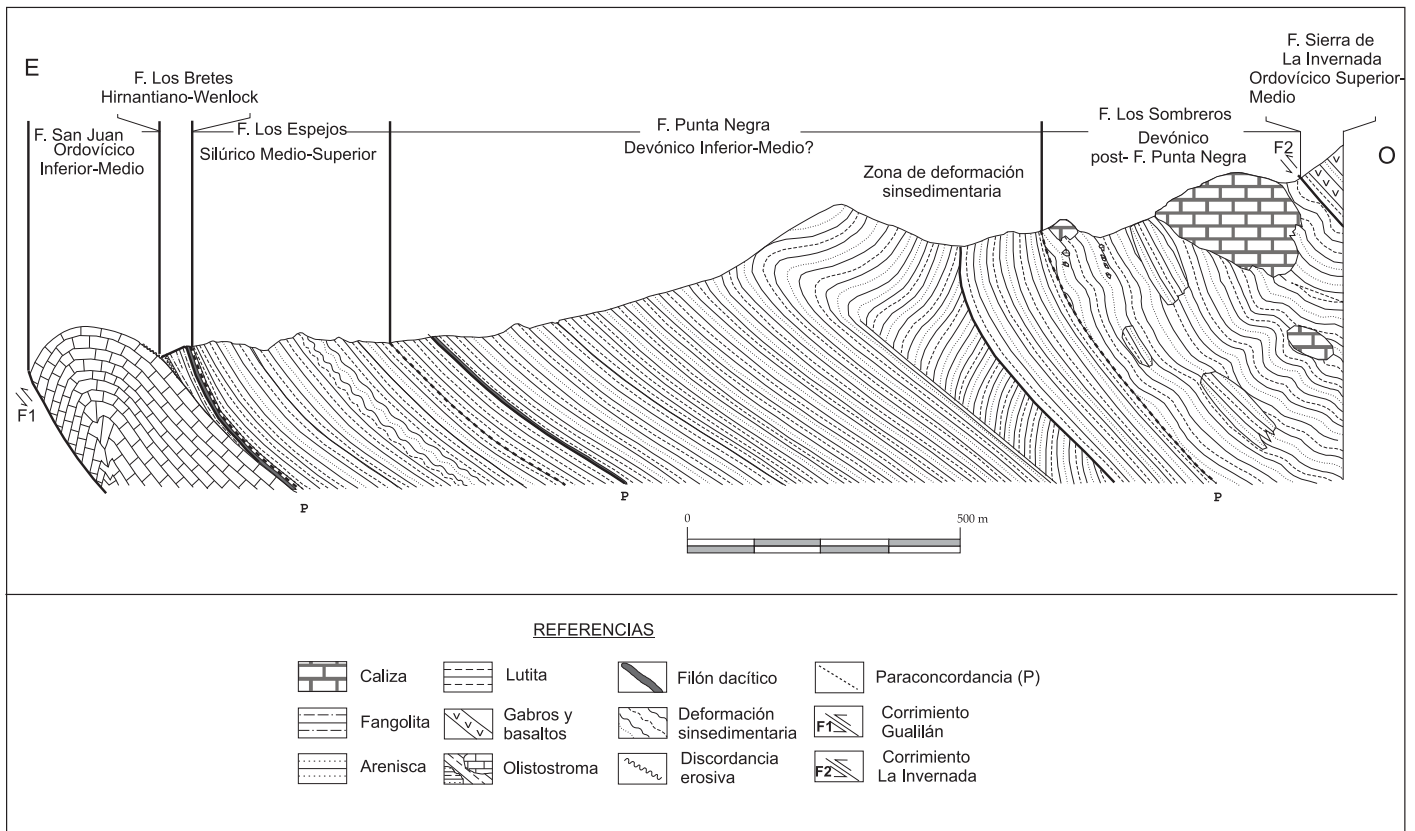 E
F. San Juan
Ordovícico
Inferior-Medio
F. Los Bretes
Hirnantiano-Wenlock
F. Los Espejos
Silúrico Medio-Superior
F. Punta Negra
Devónico Inferior-Medio?
Zona de deformación
sinsedimentaria
F. Los Sombreros
Devónico
post- F. Punta Negra
F. Sierra de
La Invernada
Ordovícico Superior-
Medio
F2
O
F1
P
P
P
0
500 m
REFERENCIAS
Caliza
Lutita
Filón dacítico
Paraconcordancia (P)
Fangolita
Gabros y
basaltos
Deformación
sinsedimentaria
F1
Corrimiento
Gualilán
Arenisca
Olistostroma
Discordancia
erosiva
F2
Corrimiento
La Invernada